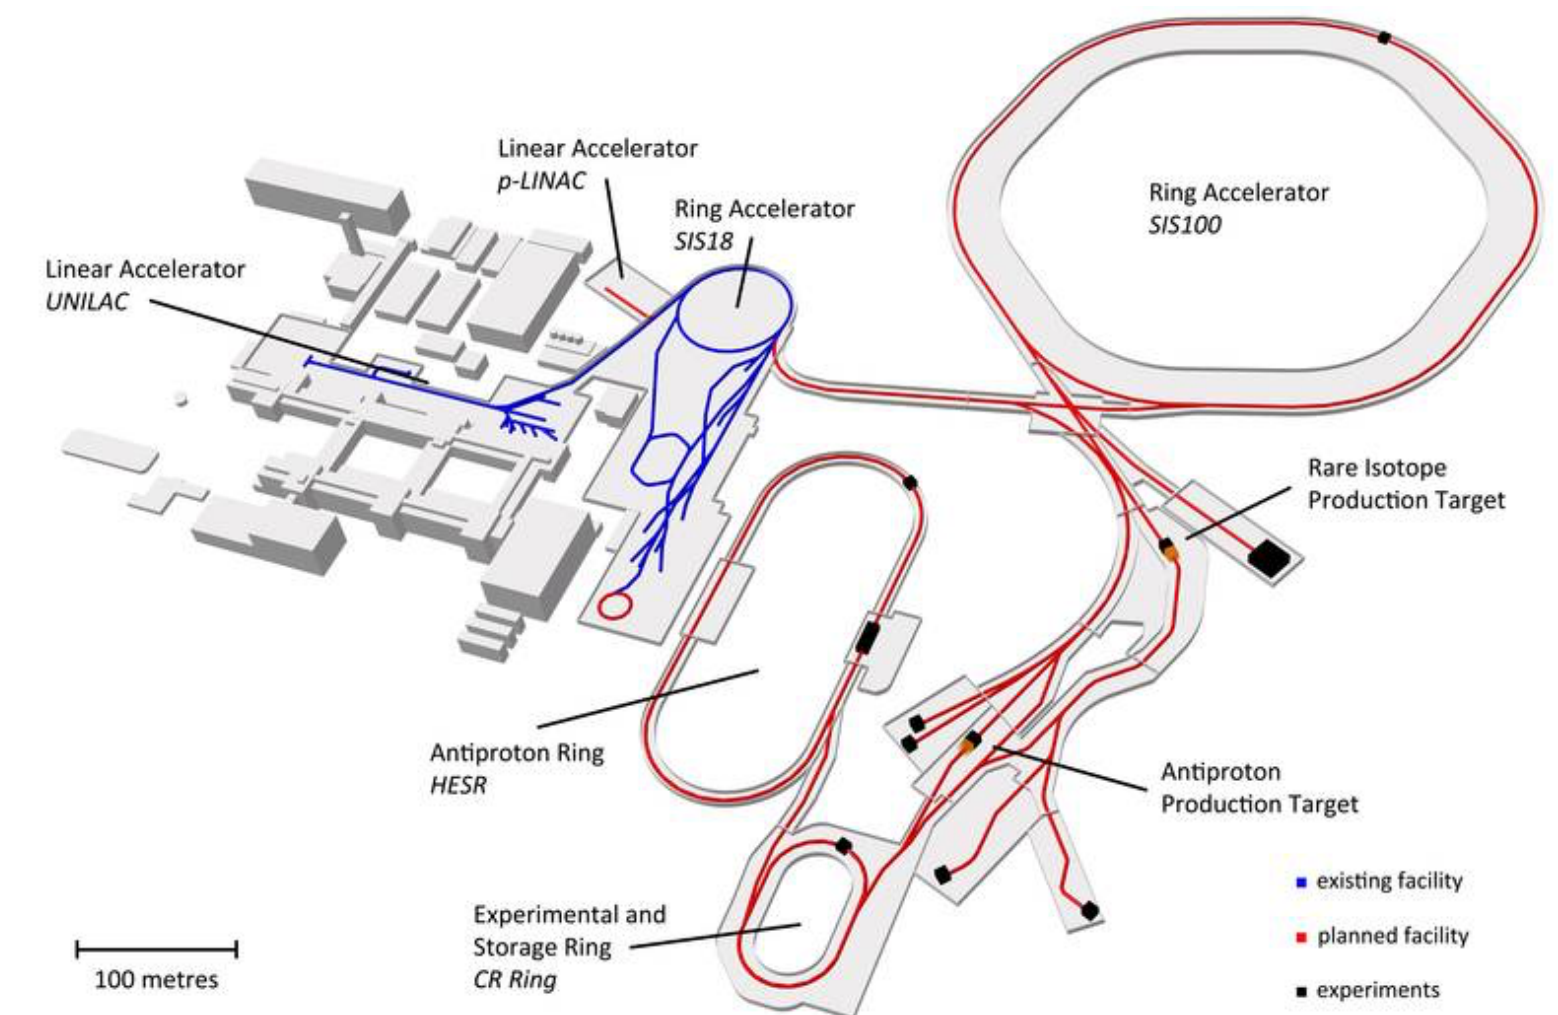 Linear Accelerator
p-LINAC
Ring Accelerator
SIS18
Ring Accelerator
SIS100
Linear Accelerator
UNILAC
Rare Isotope
Production Target
Antiproton Ring
HESR
Antiproton
Production Target
Experimental and
Storage Ring
CR Ring
100 metres
existing facility
planned facility
experiments